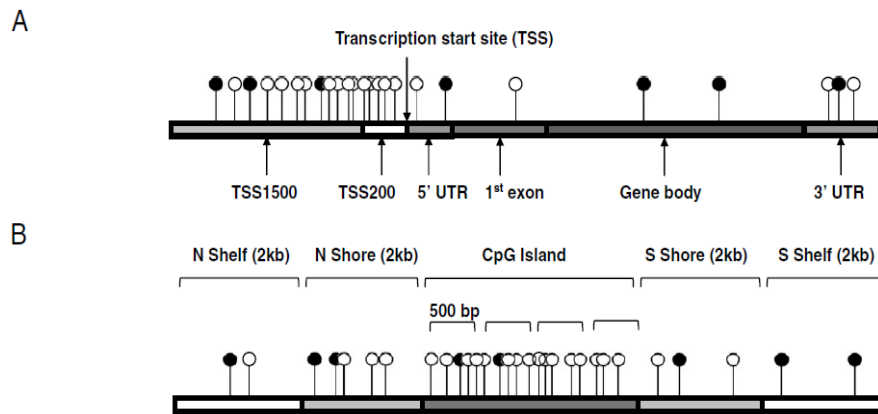 A
Transcription start site (TSS)
TSS1500 TSS200 5' UTR 1st exon Gene body 3' UTR
B
N Shelf (2kb) N Shore (2kb) CpG Island S Shore (2kb) S Shelf (2kb)
500 bp